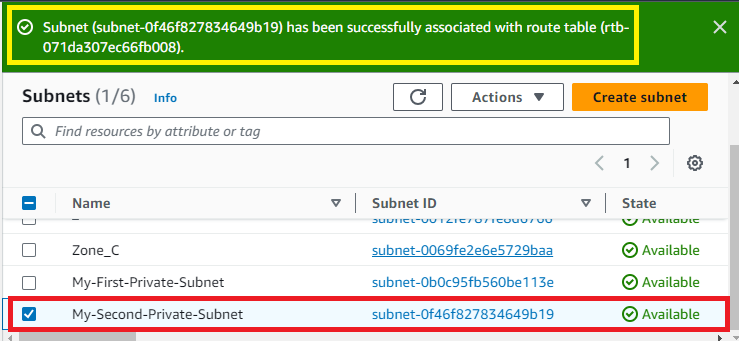 Subnet (subnet-0f46f827834649b19) has been successfully associated with route table (rtb-
071da307ec66fb008).
Subnets (1/6) Info
Actions
Create subnet
Find resources by attribute or tag
1
Name Subnet ID State
Available
Zone_C subnet-0069fe2e6e5729baa Available
My-First-Private-Subnet subnet-0b0c95fb560be113e Available
My-Second-Private-Subnet subnet-0f46f827834649b19 Available